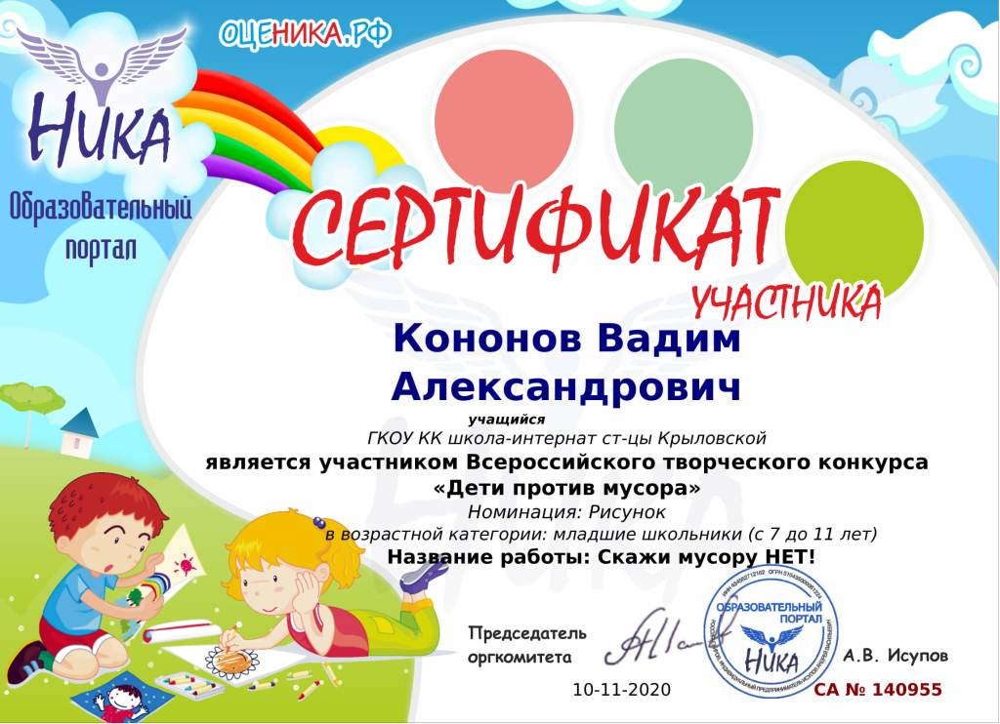 ОЦЕНИКА.РФ
НИКА
Образовательный
портал
СЕРТИФИКАТ
УЧАСТНИКА
Кононов Вадим
Александрович
учащийся
ГКОУ КК школа-интернат ст-цы Крыловской
является участником Всероссийского творческого конкурса
«Дети против мусора»
Номинация: Рисунок
в возрастной категории: младшие школьники (с 7 до 11 лет)
Название работы: Скажи мусору НЕТ!
Председатель
оргкомитета
ОБРАЗОВАТЕЛЬНЫЙ
ПОРТАЛ
НИКА
А.В. Исупов
10-11-2020
СА № 140955